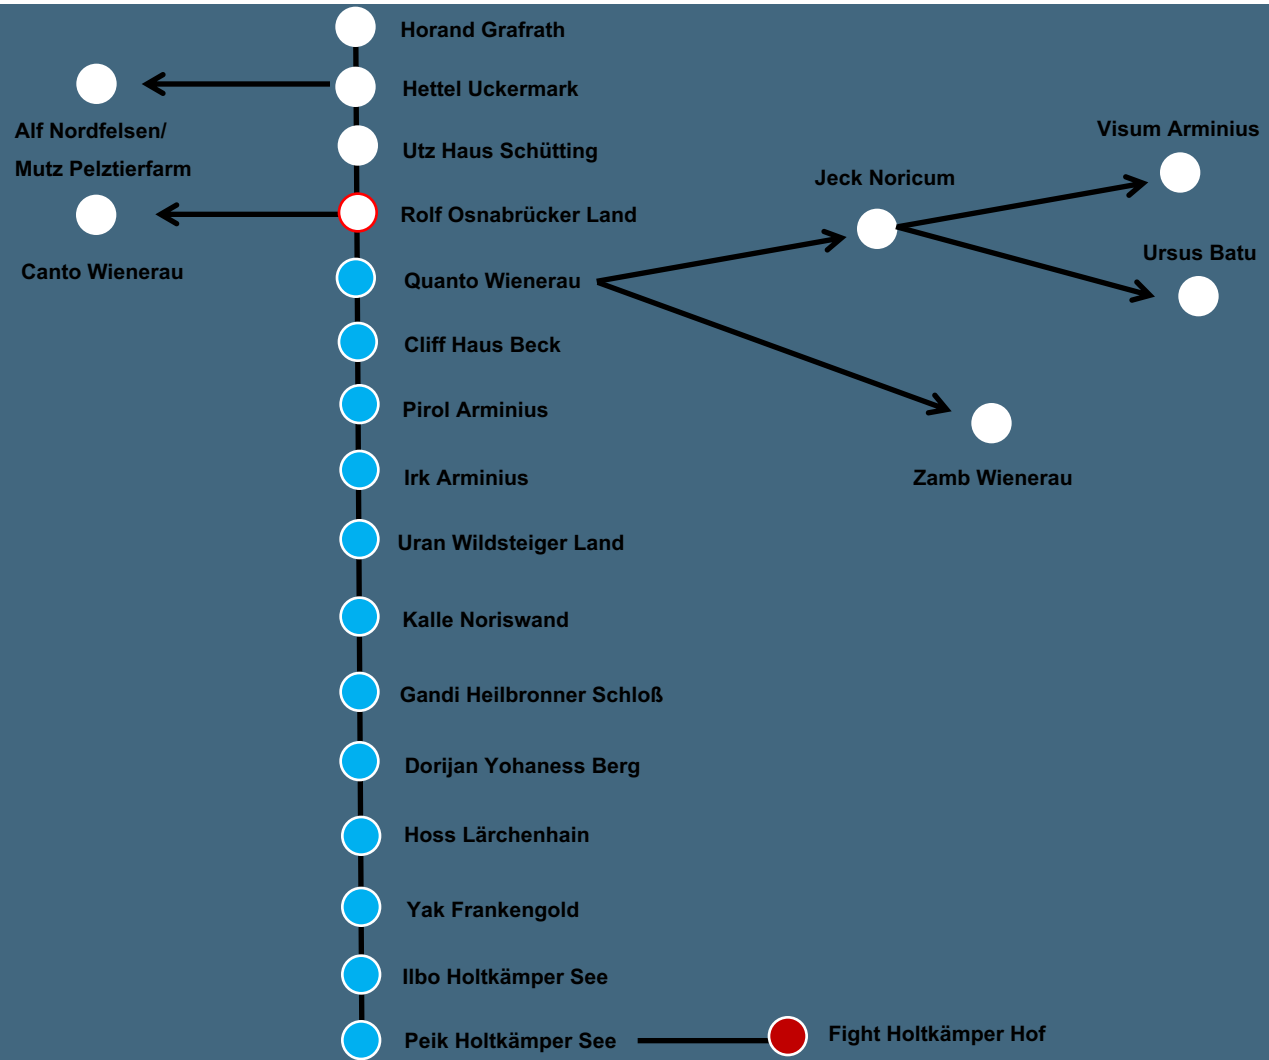 Horand Grafrath
Hettel Uckermark
Alf Nordfelsen/
Mutz Pelztierfarm
Utz Haus Schütting
Visum Arminius
Jeck Noricum
Rolf Osnabrücker Land
Canto Wienerau
Quanto Wienerau
Ursus Batu
Cliff Haus Beck
Pirol Arminius
Irk Arminius
Zamb Wienerau
Uran Wildsteiger Land
Kalle Noriswand
Gandi Heilbronner Schloß
Dorijan Yohaness Berg
Hoss Lärchenhain
Yak Frankengold
Ilbo Holtkämper See
Peik Holtkämper See
Fight Holtkämper Hof